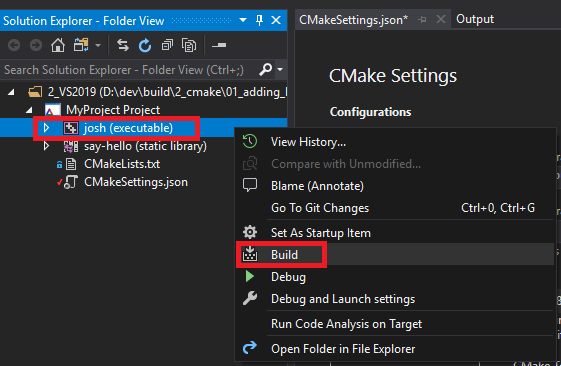 Solution Explorer - Folder View
CMakeSettings.json*
Output
Search Solution Explorer - Folder View (Ctrl+;)
2_VS2019 (D:\dev\build\2_cmake\01_adding_l
MyProject Project
josh (executable)
say-hello (static library)
CMakeLists.txt
CMakeSettings.json
CMake Settings
Configurations
View History...
Compare with Unmodified...
Blame (Annotate)
Go To Git Changes Ctrl+0, Ctrl+G
Set As Startup Item
Build
Debug
Debug and Launch settings
Run Code Analysis on Target
Open Folder in File Explorer